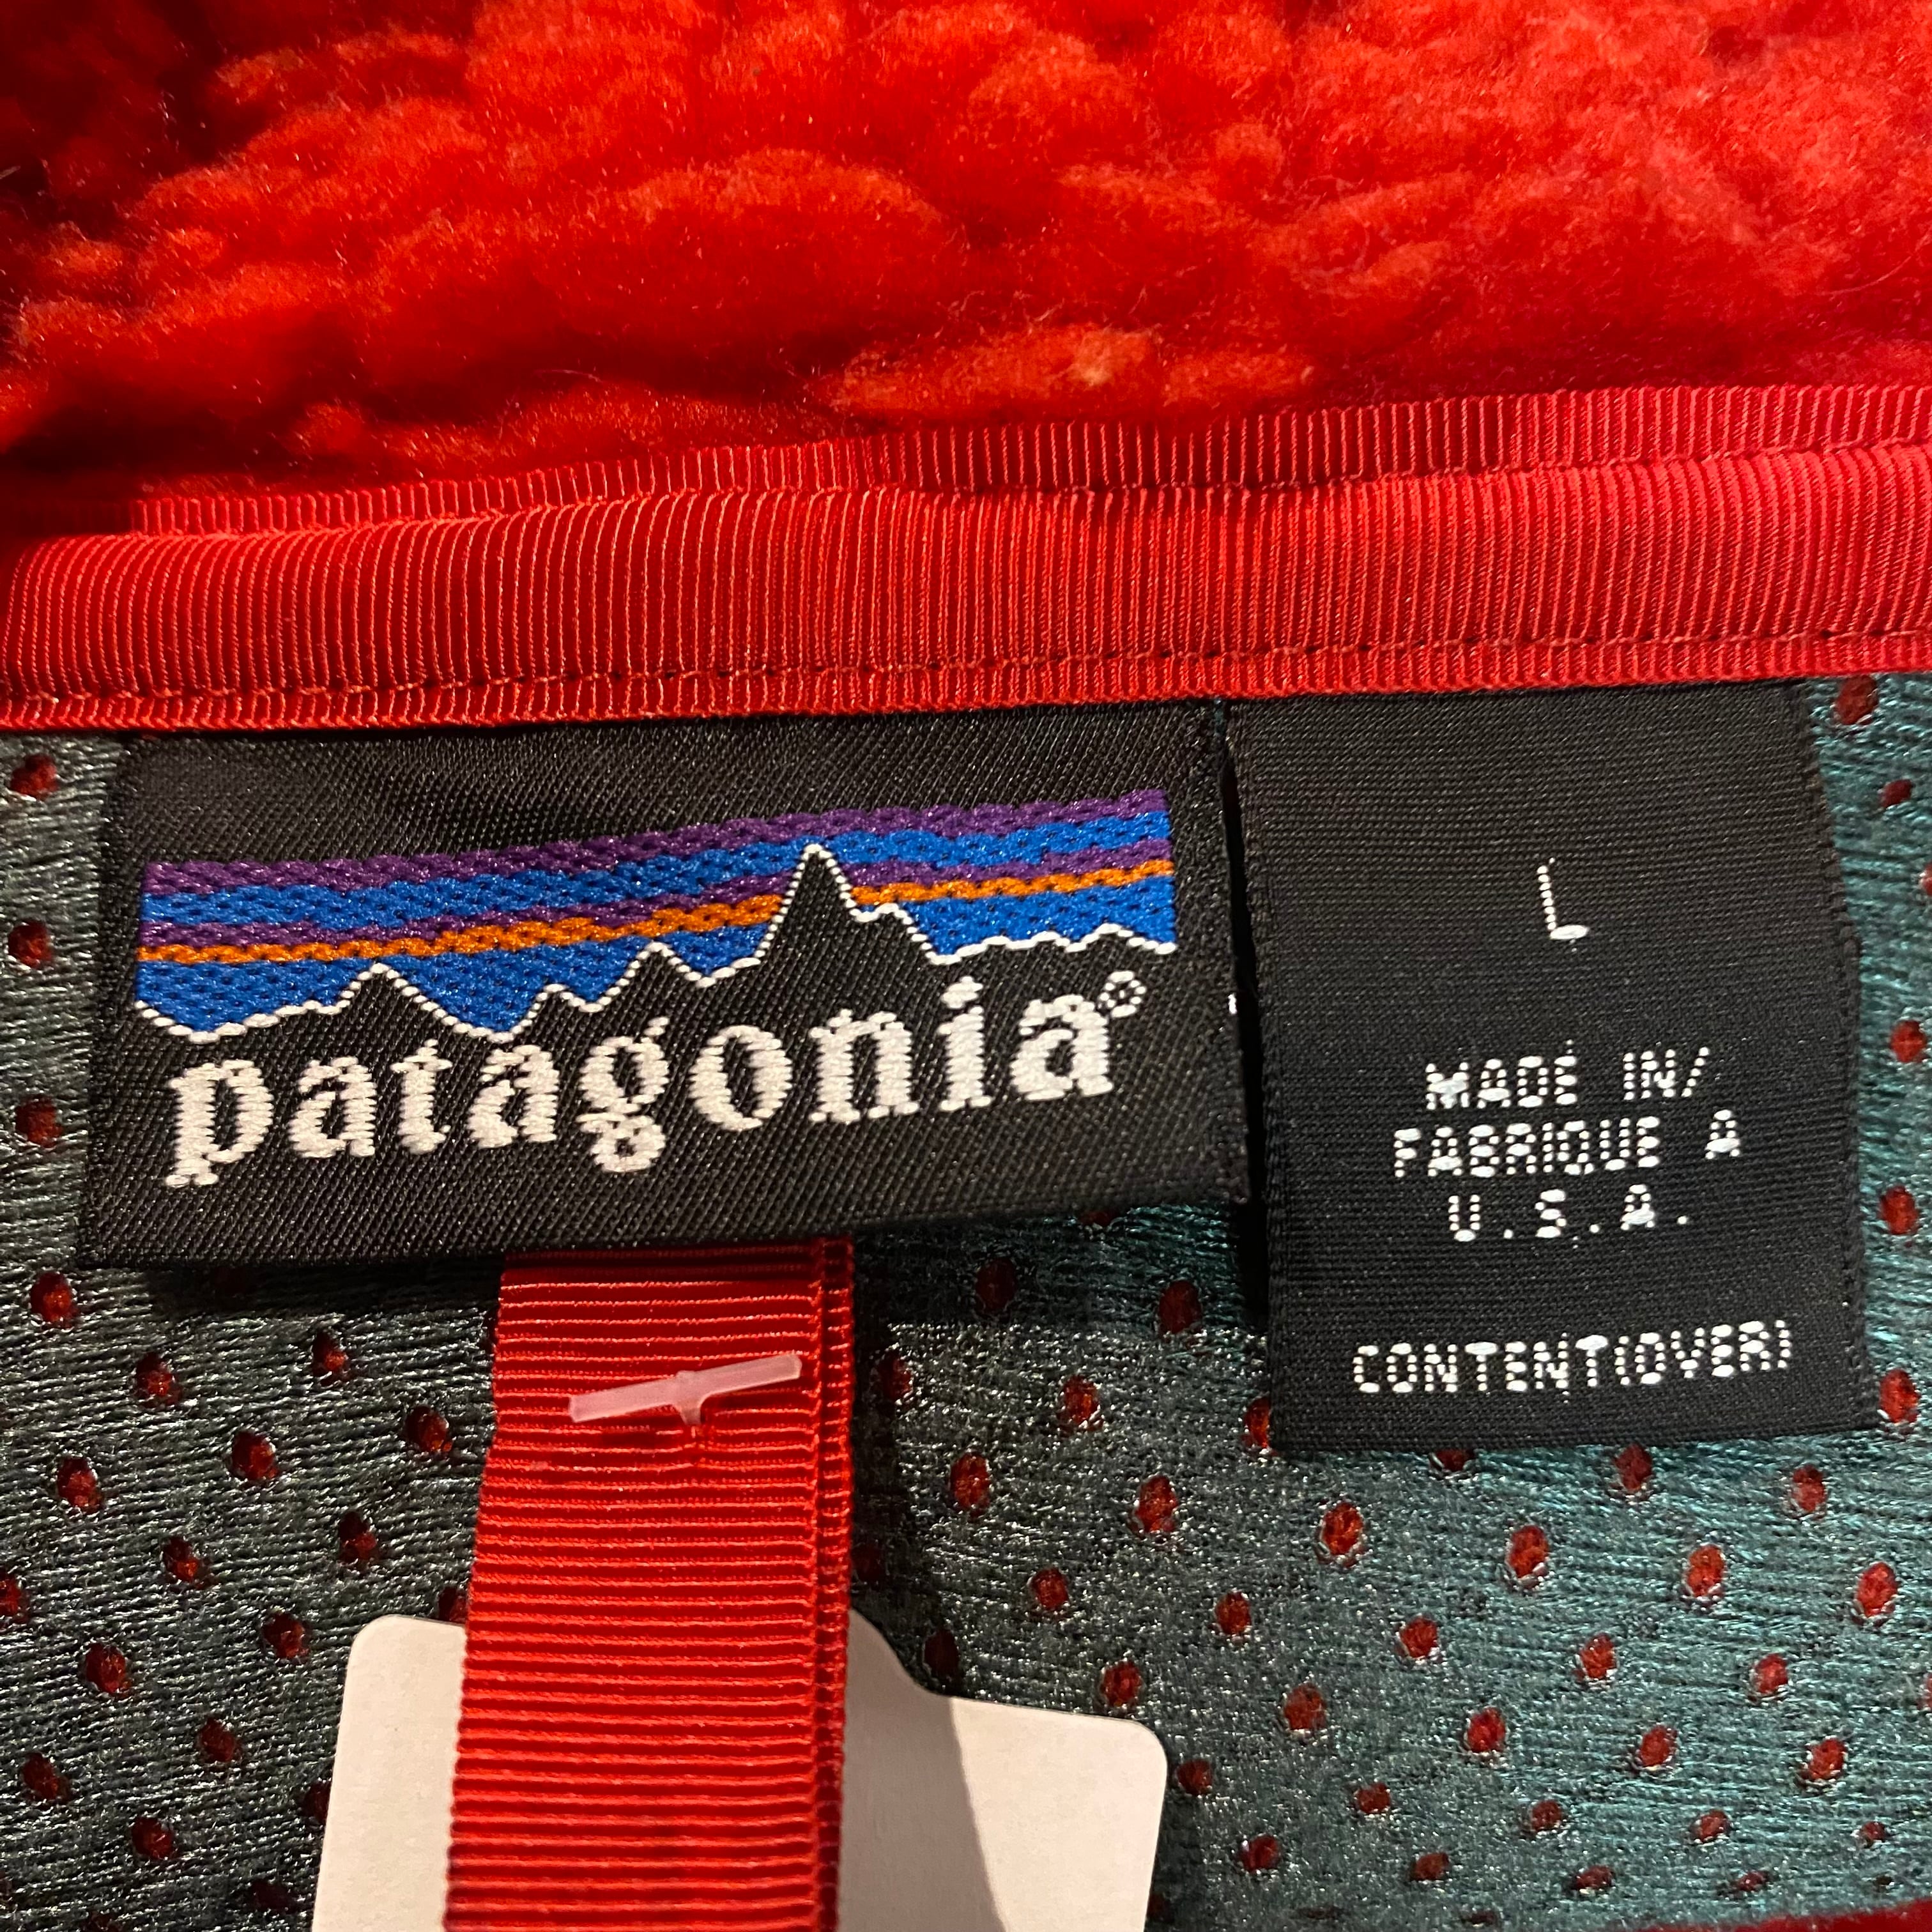 patagonia®
L
MADE IN/
FABRIQUE A
U.S.A.
CONTENT(OVER)